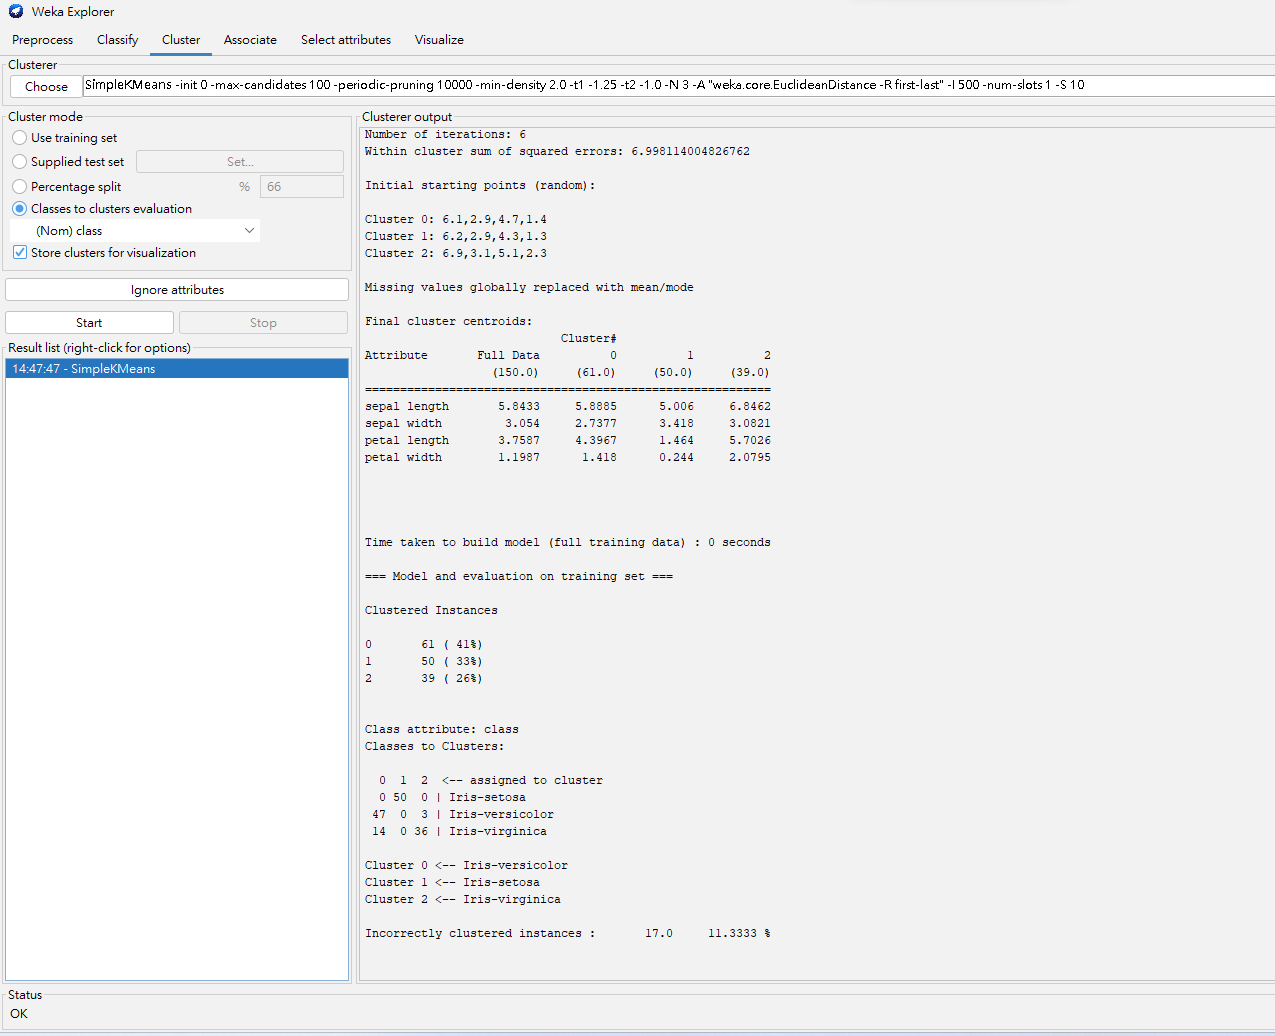 Weka Explorer
Preprocess Classify Cluster Associate Select attributes Visualize
Clusterer
Choose SimpleKMeans -init 0 -max-candidates 100 -periodic-pruning 10000 -min-density 2.0 -t1 -1.25 -t2 -1.0 -N 3 -A "weka.core.EuclideanDistance -R first-last" -I 500 -num-slots 1 -S 10
Cluster mode
Use training set
Supplied test set Set...
Percentage split % 66
Classes to clusters evaluation
(Nom) class
Store clusters for visualization
Ignore attributes
Start Stop
Result list (right-click for options)
14:47:47 - SimpleKMeans
Clusterer output
Number of iterations: 6
Within cluster sum of squared errors: 6.998114004826762
Initial starting points (random):
Cluster 0: 6.1,2.9,4.7,1.4
Cluster 1: 6.2,2.9,4.3,1.3
Cluster 2: 6.9,3.1,5.1,2.3
Missing values globally replaced with mean/mode
Final cluster centroids:
Cluster#
Attribute Full Data 0 1 2
(150.0) (61.0) (50.0) (39.0)
==========================================================
sepal length 5.8433 5.8885 5.006 6.8462
sepal width 3.054 2.7377 3.418 3.0821
petal length 3.7587 4.3967 1.464 5.7026
petal width 1.1987 1.418 0.244 2.0795
Time taken to build model (full training data) : 0 seconds
=== Model and evaluation on training set ===
Clustered Instances
0 61 ( 41%)
1 50 ( 33%)
2 39 ( 26%)
Class attribute: class
Classes to Clusters:
0 1 2 <-- assigned to cluster
0 50 0 | Iris-setosa
47 0 3 | Iris-versicolor
14 0 36 | Iris-virginica
Cluster 0 <-- Iris-versicolor
Cluster 1 <-- Iris-setosa
Cluster 2 <-- Iris-virginica
Incorrectly clustered instances : 17.0 11.3333 %
Status
OK